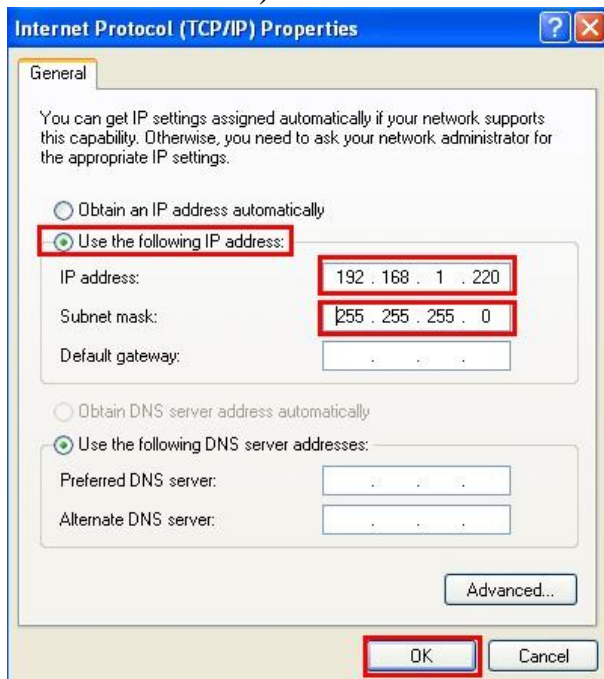 Internet Protocol (TCP/IP) Properties
General
You can get IP settings assigned automatically if your network supports
this capability. Otherwise, you need to ask your network administrator for
the appropriate IP settings.
Obtain an IP address automatically
Use the following IP address:
IP address: 192 . 168 . 1 . 220
Subnet mask: 255 . 255 . 255 . 0
Default gateway: . . .
Obtain DNS server address automatically
Use the following DNS server addresses:
Preferred DNS server: . . .
Alternate DNS server: . . .
Advanced...
OK Cancel